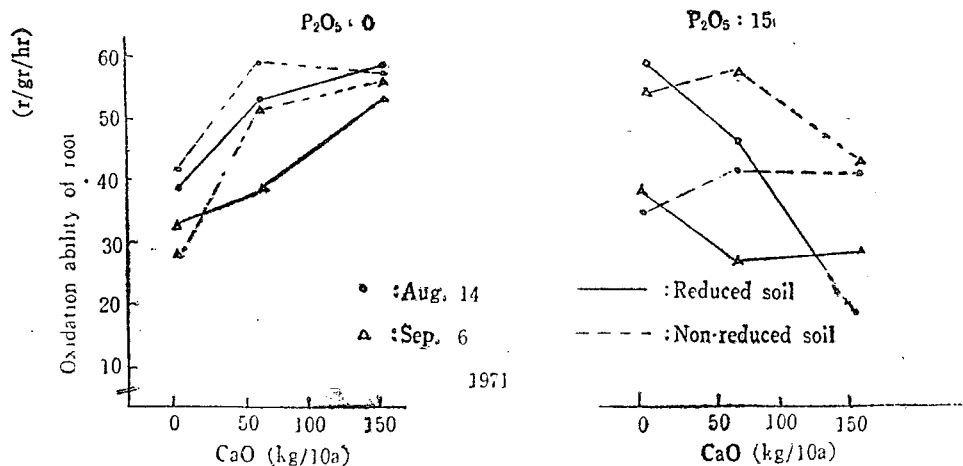 P₂O₅ : 0
P₂O₅ : 15
(r/gr/hr)
Oxidation ability of root
60
50
40
30
20
10
0 50 100 150
CaO (kg/10a)
o :Aug. 14
△ :Sep. 6
1971
:Reduced soil
:Non-reduced soil
0 50 100 150
CaO (kg/10a)